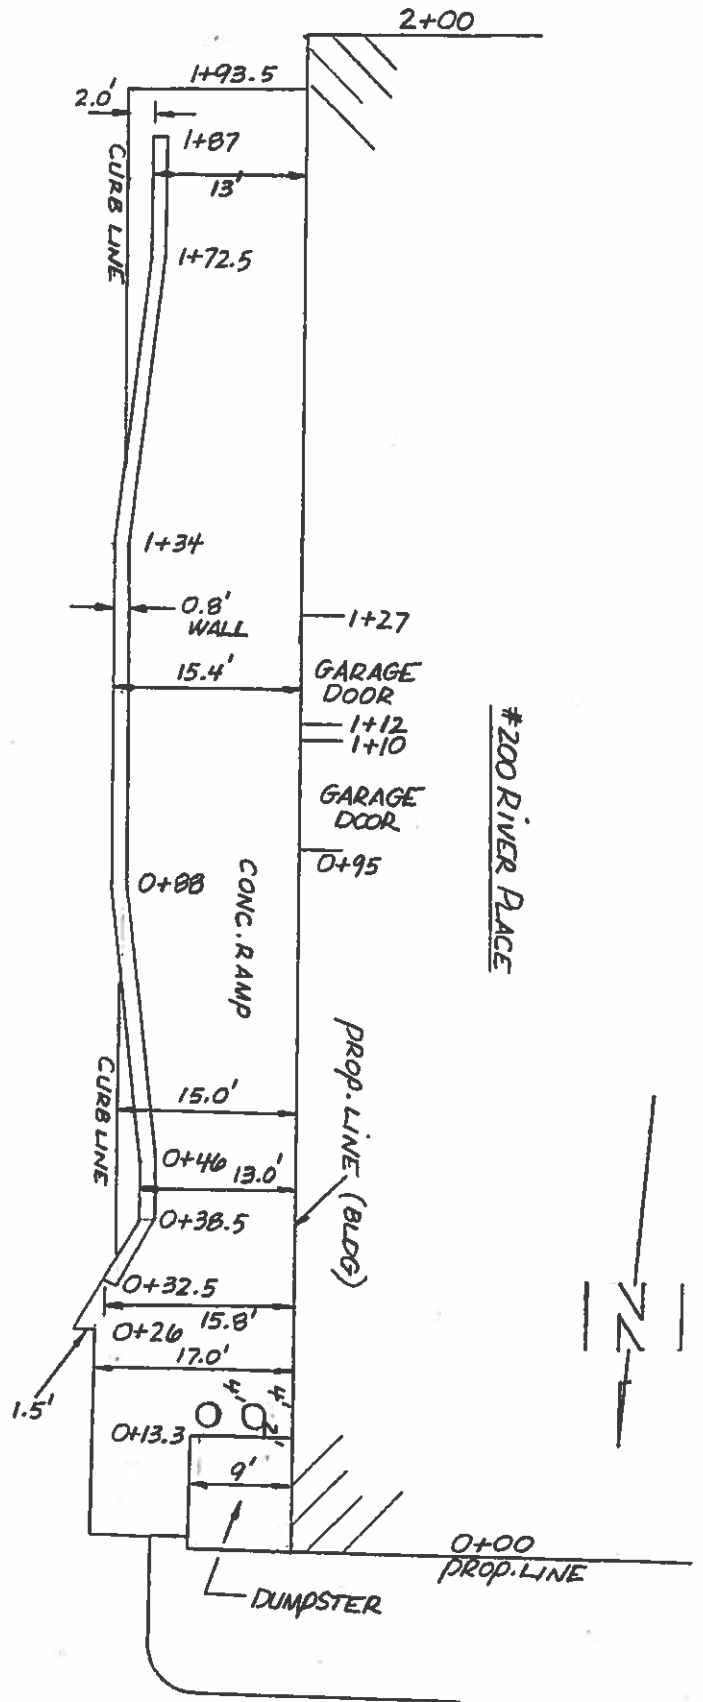 2+00
1+93.5
2.0'
1+87
CURB LINE
13'
1+72.5
1+34
0.8'
WALL
1+27
15.4'
GARAGE
DOOR
1+12
1+10
GARAGE
DOOR
#200 RIVER PLACE
0+95
0+88
CONC. RAMP
PROP. LINE (BLDG)
CURB LINE
15.0'
0+46
13.0'
0+38.5
N
0+32.5
15.8'
0+26
17.0'
1.5'
4'
4'
2'
0+13.3
9'
0+00
PROP. LINE
DUMPSTER